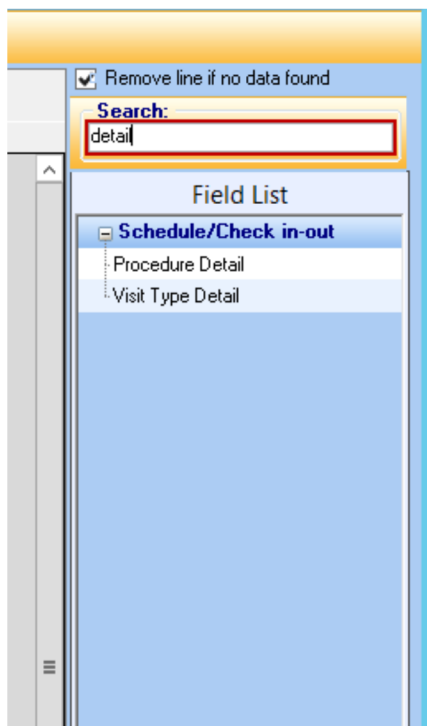 Remove line if no data found
Search:
detail
Field List
Schedule/Check in-out
Procedure Detail
Visit Type Detail